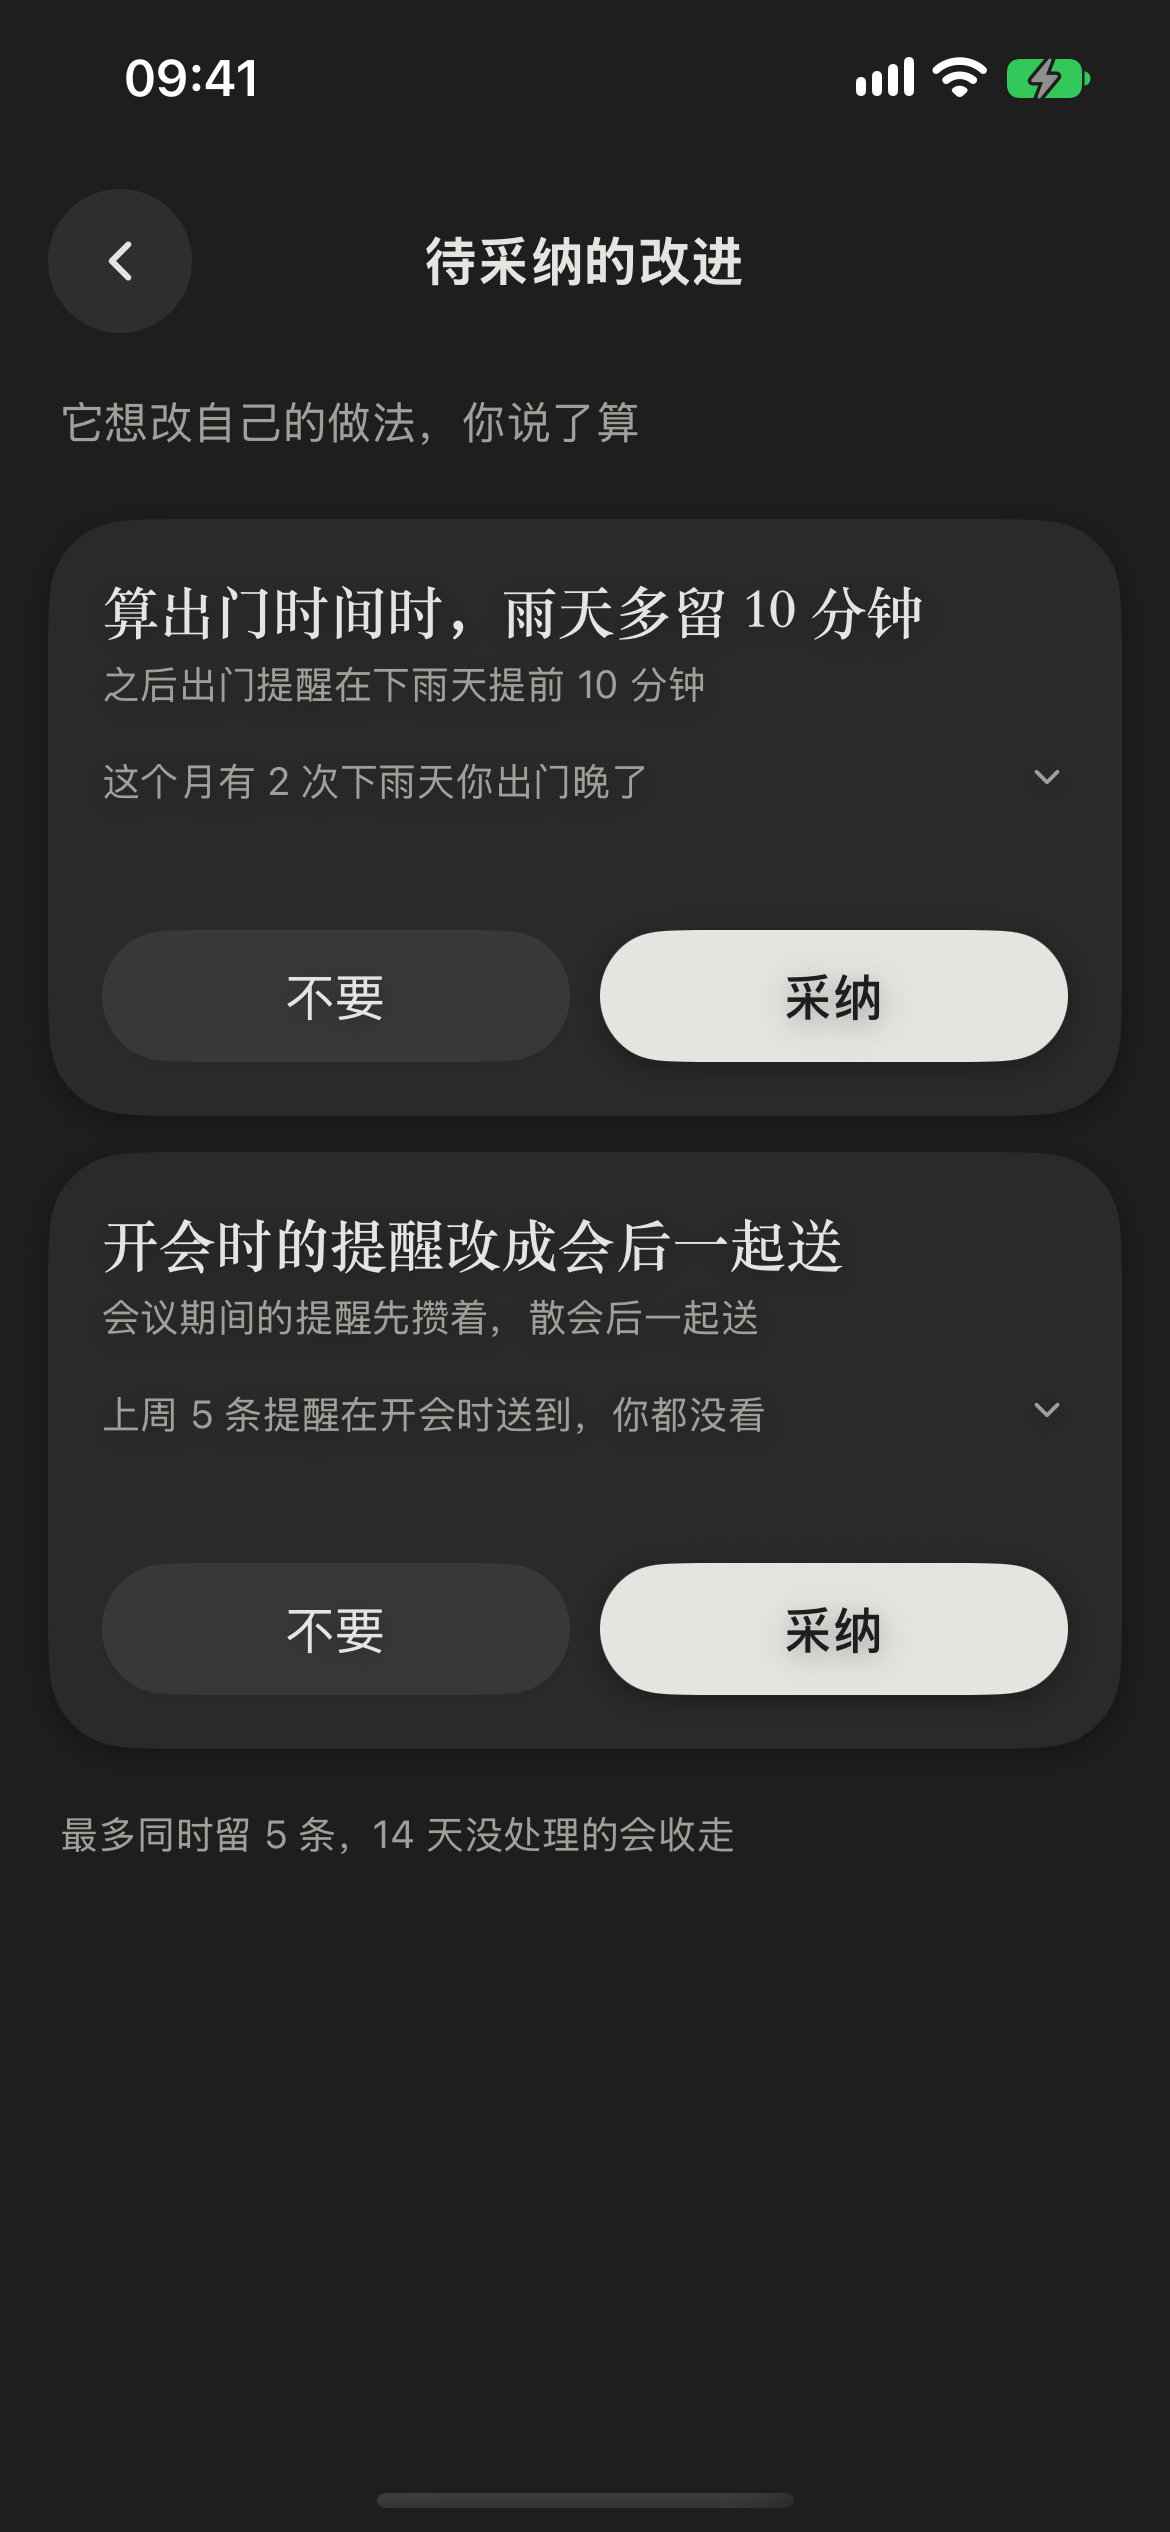 09:41
待采纳的改进
它想改自己的做法，你说了算
算出门时间时，雨天多留 10 分钟
之后出门提醒在下雨天提前 10 分钟
这个月有 2 次下雨天你出门晚了
不要
采纳
开会时的提醒改成会后一起送
会议期间的提醒先攒着，散会后一起送
上周 5 条提醒在开会时送到，你都没看
不要
采纳
最多同时留 5 条，14 天没处理的会收走